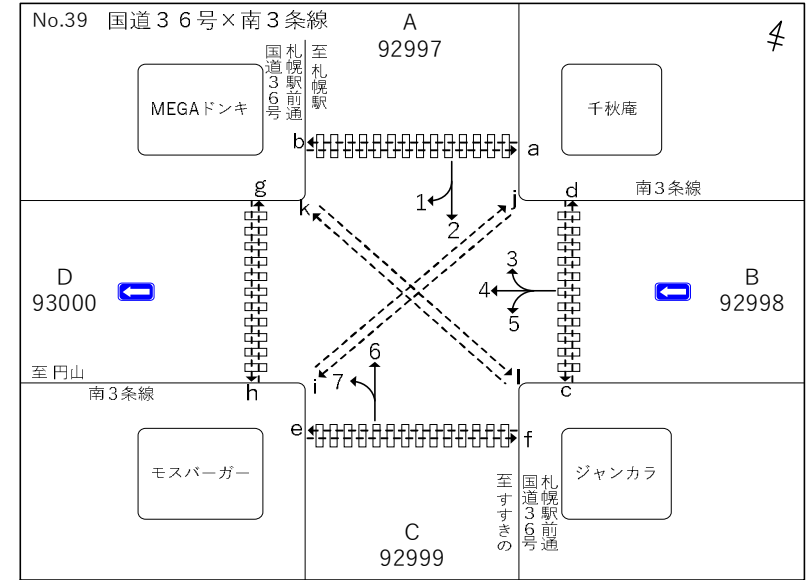 No.39 国道３６号×南３条線
A
92997
国道３６号
札幌駅前通
至 札幌駅
MEGAドンキ
千秋庵
b
a
g
k
j
d
南３条線
1
2
3
4
5
D
93000
B
92998
6
7
i
l
至 円山
h
南３条線
c
e
f
モスバーガー
ジャンカラ
至 すすきの
国道３６号
札幌駅前通
C
92999